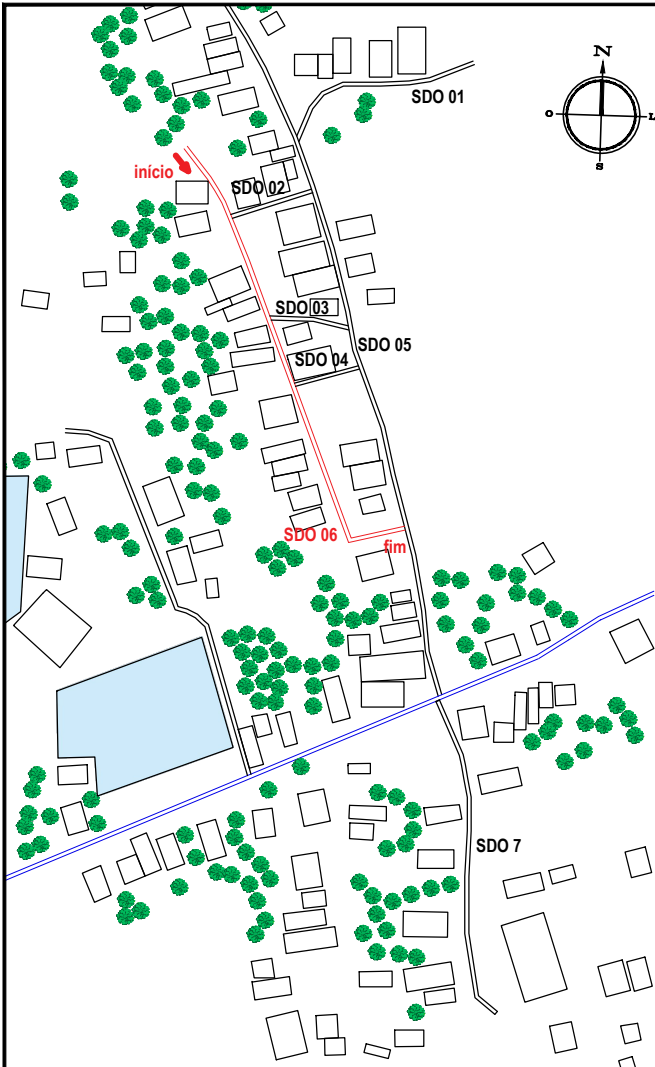 SDO 01
N
O
L
S
início
SDO 02
SDO 03
SDO 05
SDO 04
SDO 06
fim
SDO 7